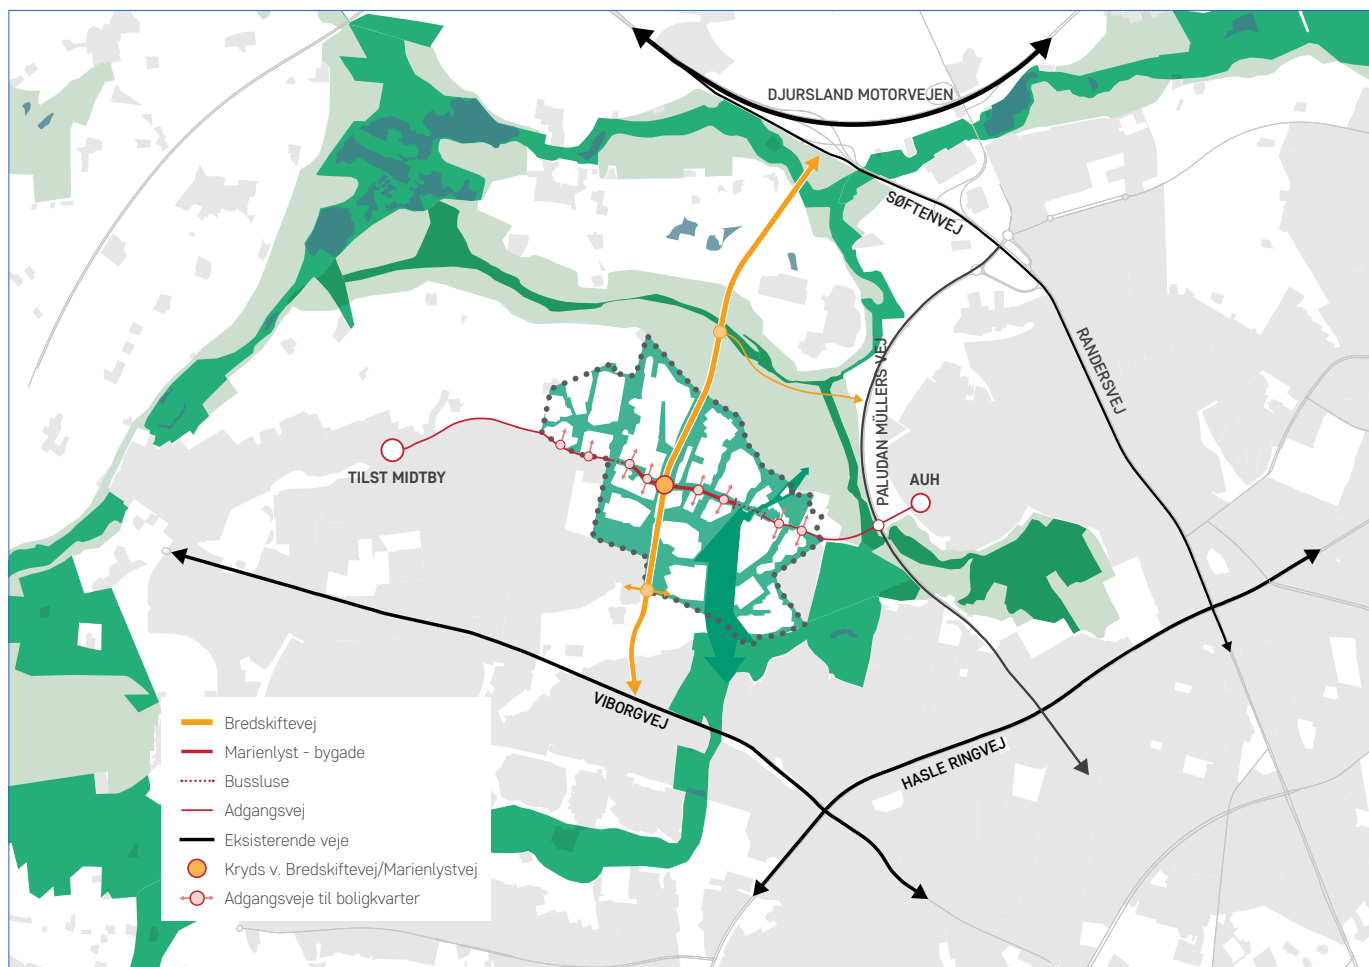 DJURSLAND MOTORVEJEN
SØFTENVEJ
RANDERSVEJ
PALUDAN MÜLLERS VEJ
TILST MIDTBY
AUH
VIBORGVEJ
HASLE RINGVEJ
Bredskiftevej
Marienlyst - bygade
Bussluse
Adgangsvej
Eksisterende veje
Kryds v. Bredskiftevej/Marienlystvej
Adgangsveje til boligkvarter